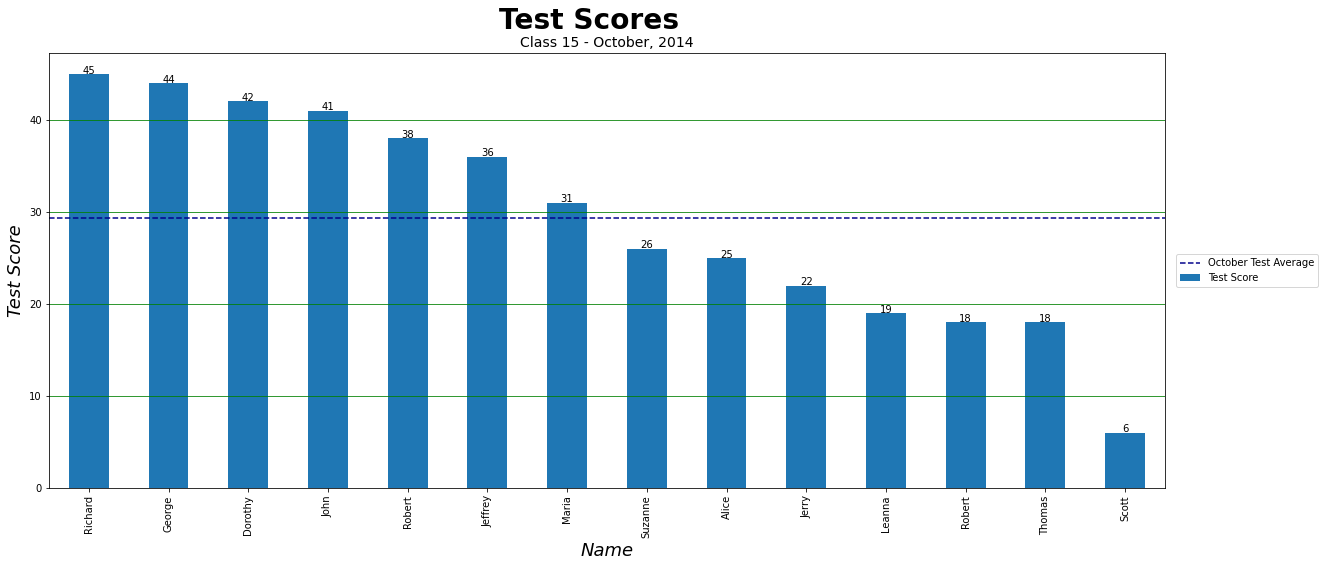 Test Scores
Class 15 - October, 2014
Test Score
40
30
20
10
0
45
44
42
41
38
36
31
26
25
22
19
18
18
6
Richard
George
Dorothy
John
Robert
Jeffrey
Maria
Suzanne
Alice
Jerry
Leanna
Robert
Thomas
Scott
Name
October Test Average
Test Score